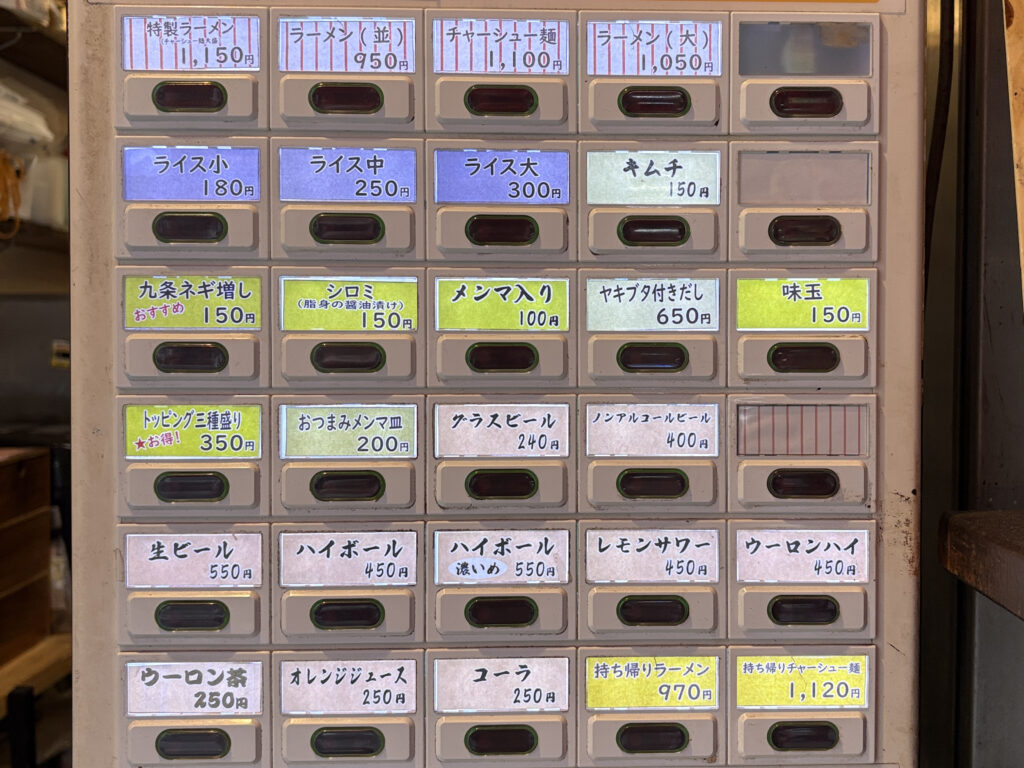 特製ラーメン
(チャーシュー麺大盛)
1,150円
ラーメン(並)
950円
チャーシュー麺
1,100円
ラーメン(大)
1,050円
ライス小
180円
ライス中
250円
ライス大
300円
キムチ
150円
九条ネギ増し
おすすめ 150円
シロミ
(脂身の醤油漬け)
150円
メンマ入り
100円
ヤキブタ付きだし
650円
味玉
150円
トッピング三種盛り
★お得! 350円
おつまみメンマ皿
200円
グラスビール
240円
ノンアルコールビール
400円
生ビール
550円
ハイボール
450円
ハイボール
濃いめ 550円
レモンサワー
450円
ウーロンハイ
450円
ウーロン茶
250円
オレンジジュース
250円
コーラ
250円
持ち帰りラーメン
970円
持ち帰りチャーシュー麺
1,120円